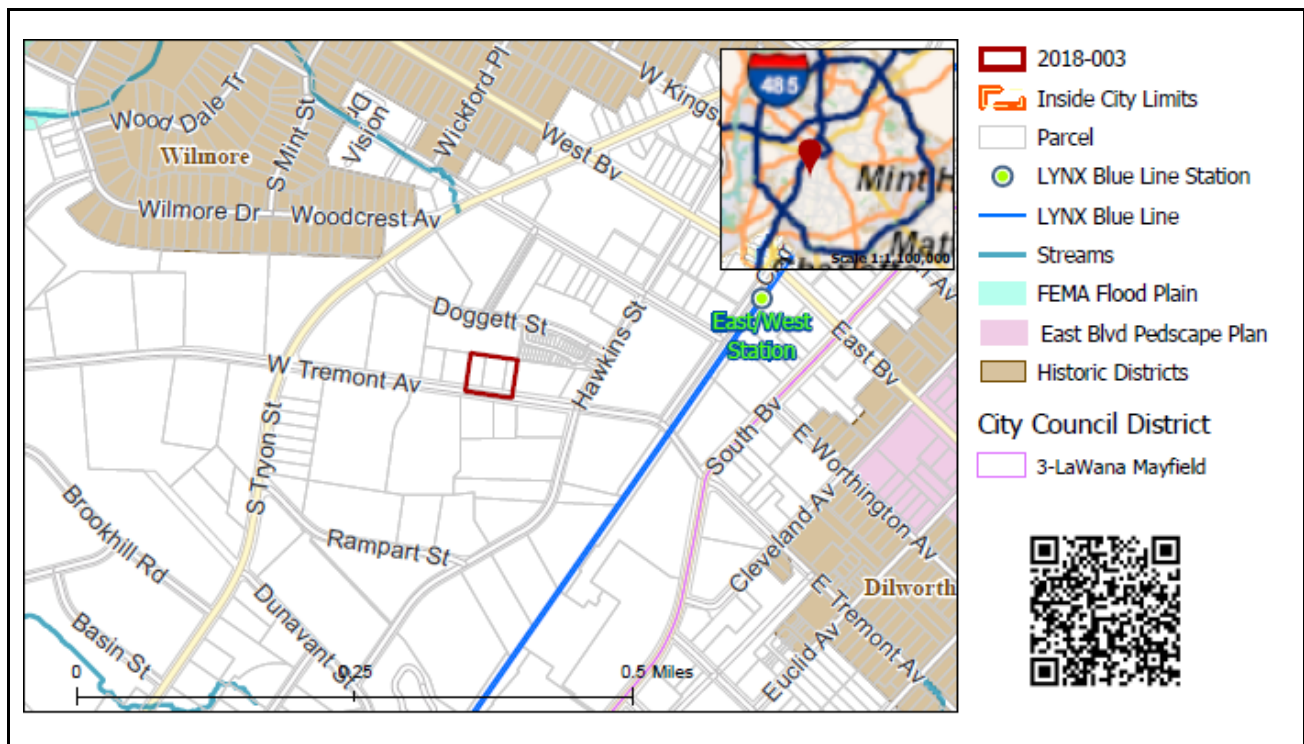 Wood Dale Tr
Wilmore
S Mint St
Vision
Dr
Wickford Pl
West Bv
W Kings
Wilmore Dr
Woodcrest Av
Doggett St
Hawkins St
W Tremont Av
S Tryon St
Rampart St
Brookhill Rd
Basin St
Dunavant St
East/West
Station
South Bv
East Bv
E Worthington Av
Cleveland Av
Dilworth
E Tremont Av
Euclid Av
0
0.25
0.5 Miles
485
Mint H
Scale 1:1,100,000
2018-003
Inside City Limits
Parcel
LYNX Blue Line Station
LYNX Blue Line
Streams
FEMA Flood Plain
East Blvd Pedscape Plan
Historic Districts
City Council District
3-LaWana Mayfield